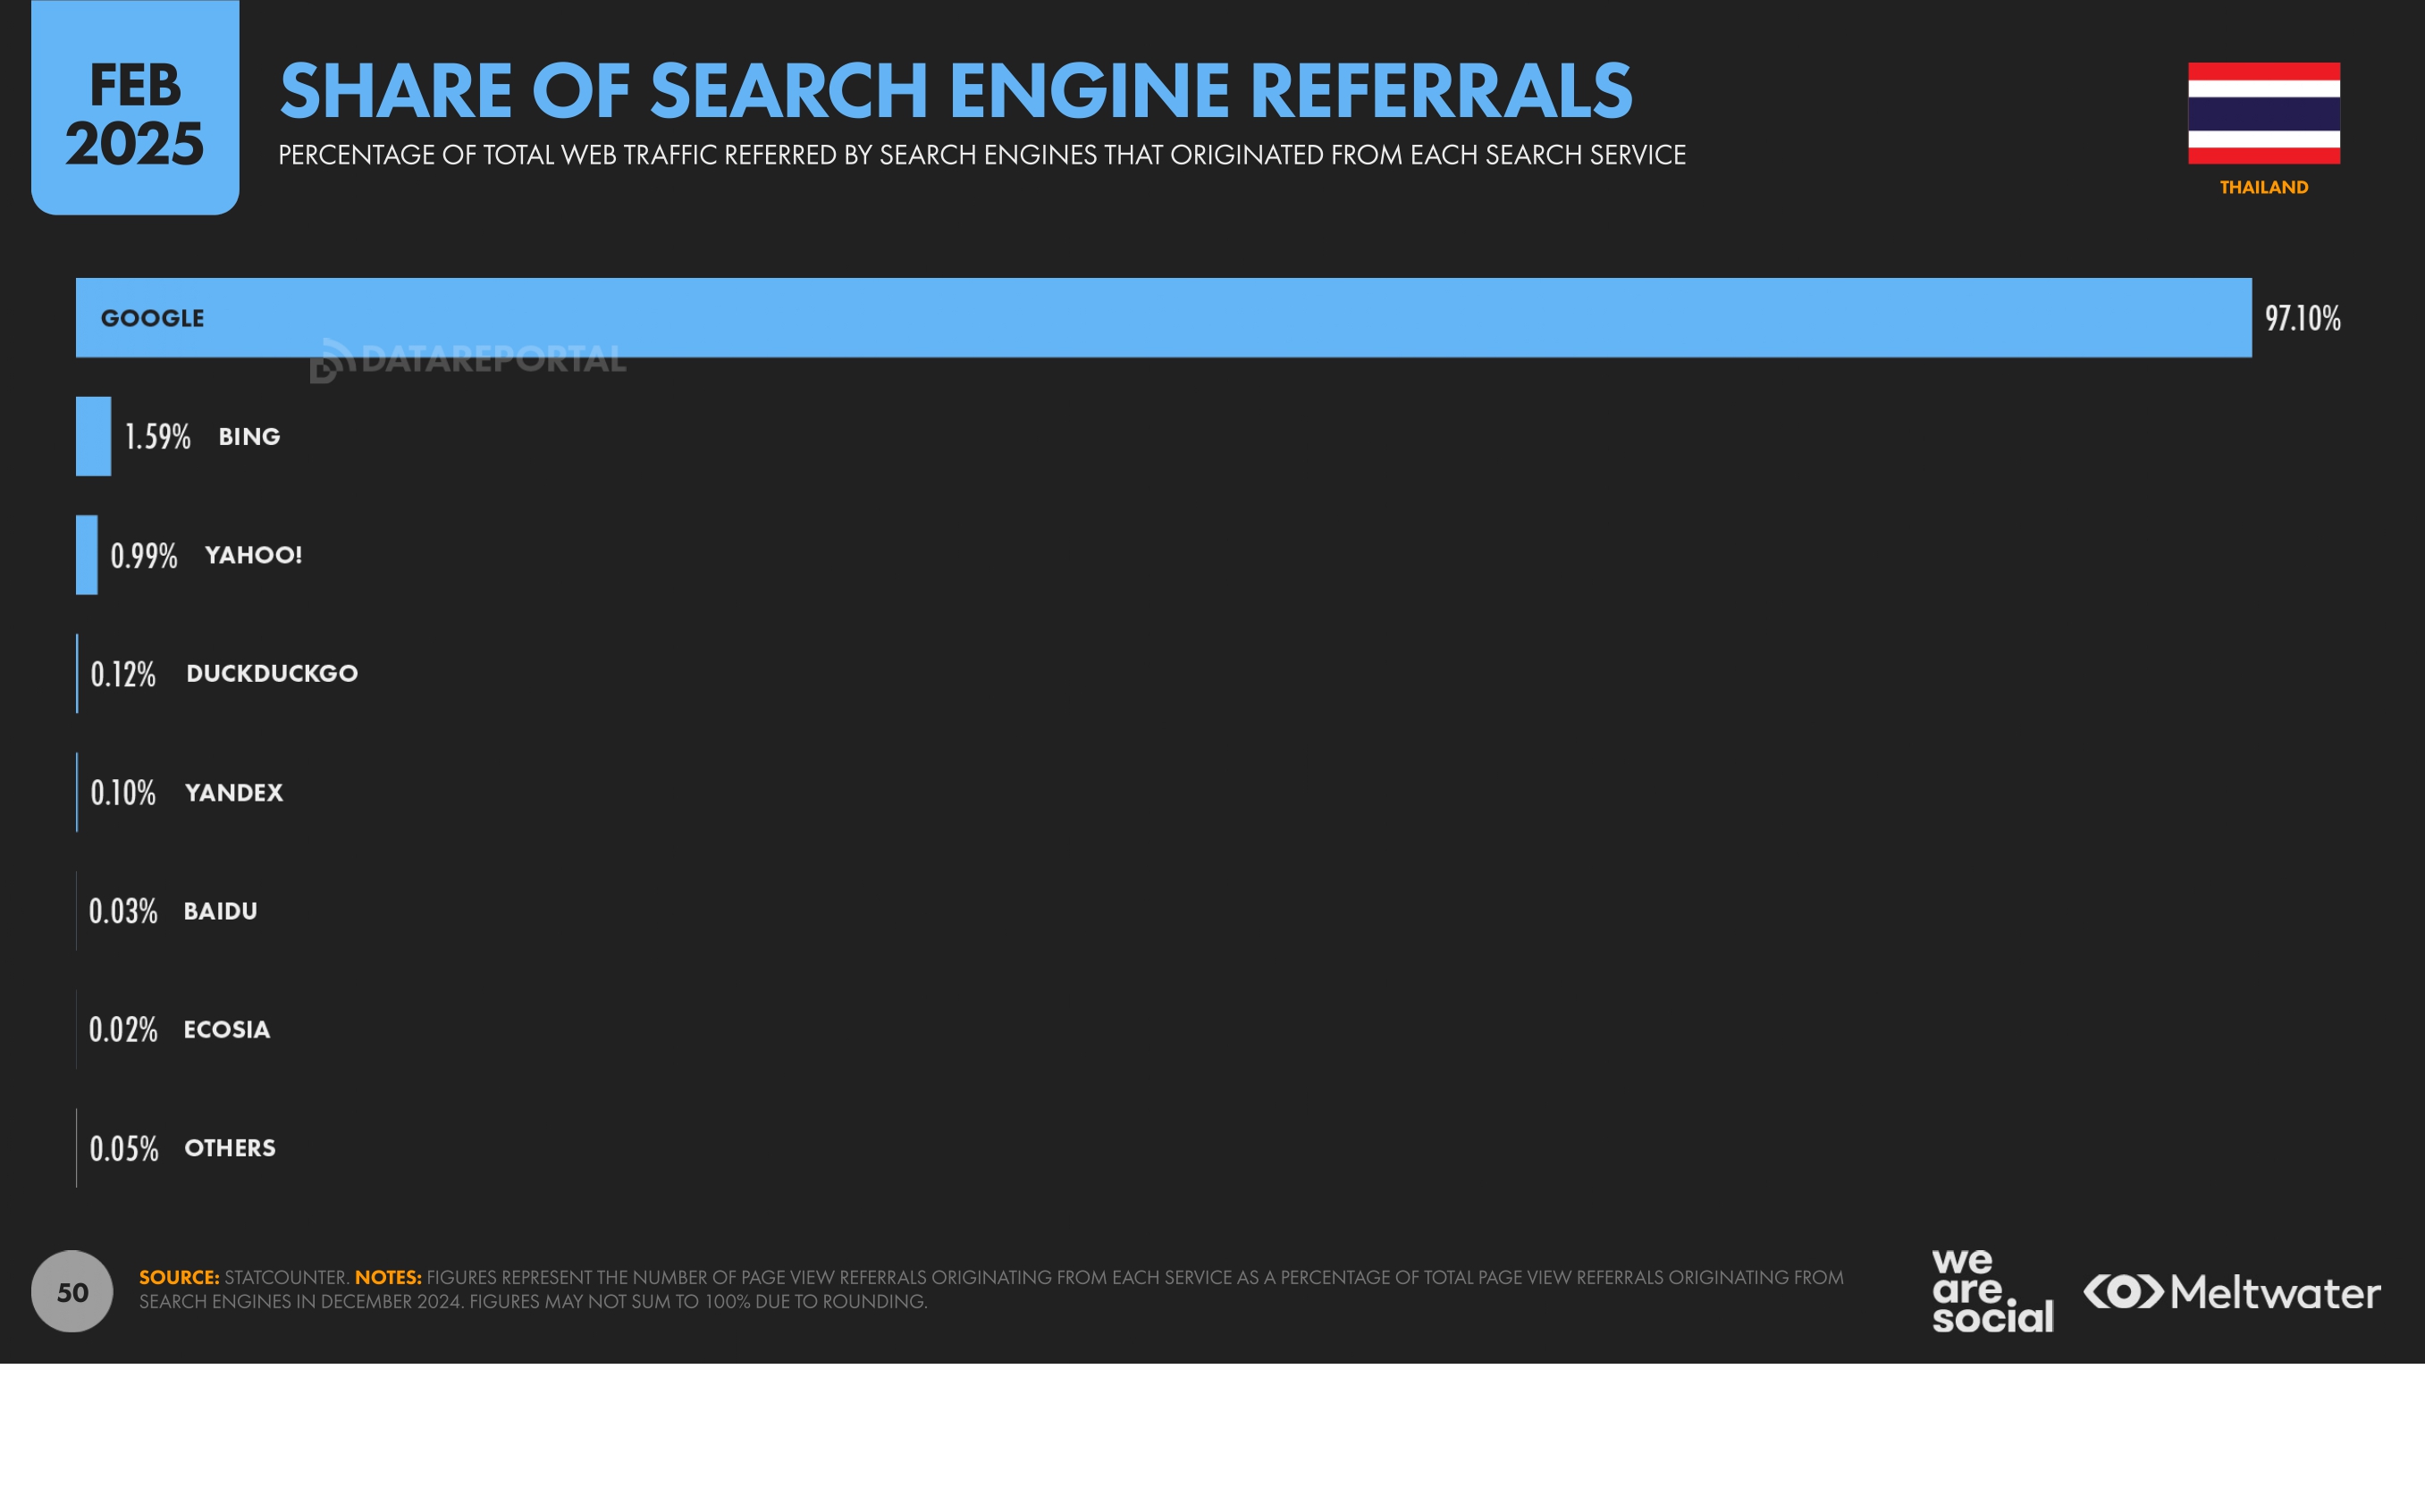 FEB
2025
SHARE OF SEARCH ENGINE REFERRALS
PERCENTAGE OF TOTAL WEB TRAFFIC REFERRED BY SEARCH ENGINES THAT ORIGINATED FROM EACH SEARCH SERVICE
THAILAND
GOOGLE 97.10%
DATAREPORTAL
1.59% BING
0.99% YAHOO!
0.12% DUCKDUCKGO
0.10% YANDEX
0.03% BAIDU
0.02% ECOSIA
0.05% OTHERS
50
SOURCE: STATCOUNTER. NOTES: FIGURES REPRESENT THE NUMBER OF PAGE VIEW REFERRALS ORIGINATING FROM EACH SERVICE AS A PERCENTAGE OF TOTAL PAGE VIEW REFERRALS ORIGINATING FROM
SEARCH ENGINES IN DECEMBER 2024. FIGURES MAY NOT SUM TO 100% DUE TO ROUNDING.
we
are
social
Meltwater